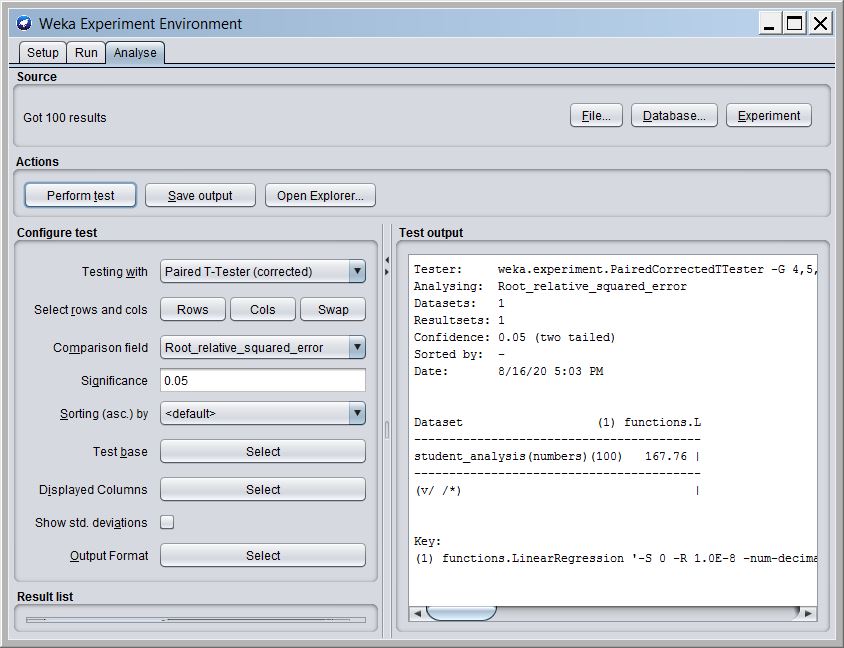 Weka Experiment Environment
Setup Run Analyse
Source
Got 100 results
File... Database... Experiment
Actions
Perform test Save output Open Explorer...
Configure test
Testing with Paired T-Tester (corrected)
Select rows and cols Rows Cols Swap
Comparison field Root_relative_squared_error
Significance 0.05
Sorting (asc.) by <default>
Test base Select
Displayed Columns Select
Show std. deviations
Output Format Select
Result list
Test output
Tester: weka.experiment.PairedCorrectedTTester -G 4,5,
Analysing: Root_relative_squared_error
Datasets: 1
Resultsets: 1
Confidence: 0.05 (two tailed)
Sorted by: -
Date: 8/16/20 5:03 PM
Dataset (1) functions.L
-----------------------------------------
student_analysis(numbers)(100) 167.76 |
-----------------------------------------
(v/ /*) |
Key:
(1) functions.LinearRegression '-S 0 -R 1.0E-8 -num-decima